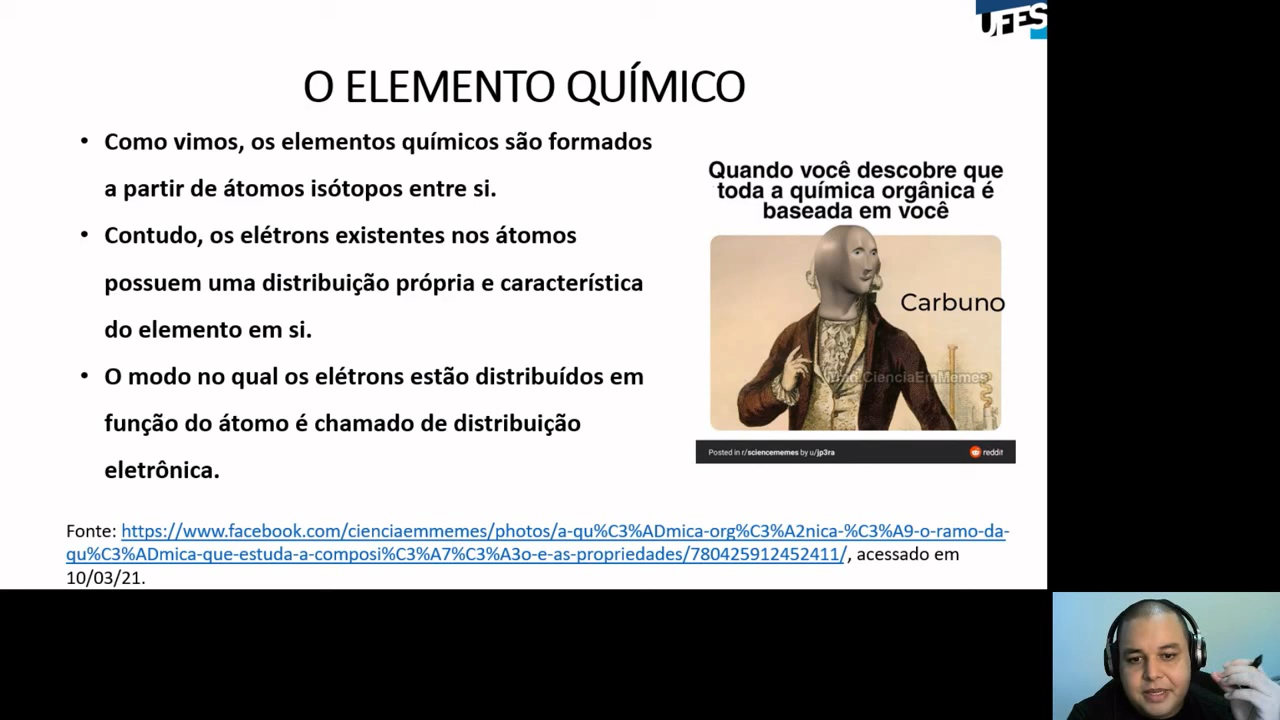 UFES
O ELEMENTO QUÍMICO
• Como vimos, os elementos químicos são formados
a partir de átomos isótopos entre si.
• Contudo, os elétrons existentes nos átomos
possuem uma distribuição própria e característica
do elemento em si.
• O modo no qual os elétrons estão distribuídos em
função do átomo é chamado de distribuição
eletrônica.
Quando você descobre que
toda a química orgânica é
baseada em você
Carbuno
Trad.CienciaEmMemes
Posted in r/sciencememes by u/jp3ra
reddit
Fonte: https://www.facebook.com/cienciaemmemes/photos/a-qu%C3%ADmica-org%C3%A2nica-%C3%A9-o-ramo-da-
qu%C3%ADmica-que-estuda-a-composi%C3%A7%C3%A3o-e-as-propriedades/780425912452411/, acessado em
10/03/21.